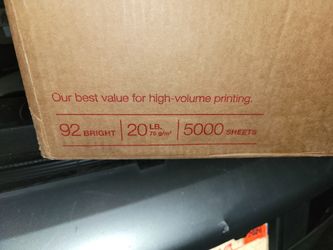 Our best value for high-volume printing.
92 BRIGHT | 20 LB. 75 g/m² | 5000 SHEETS